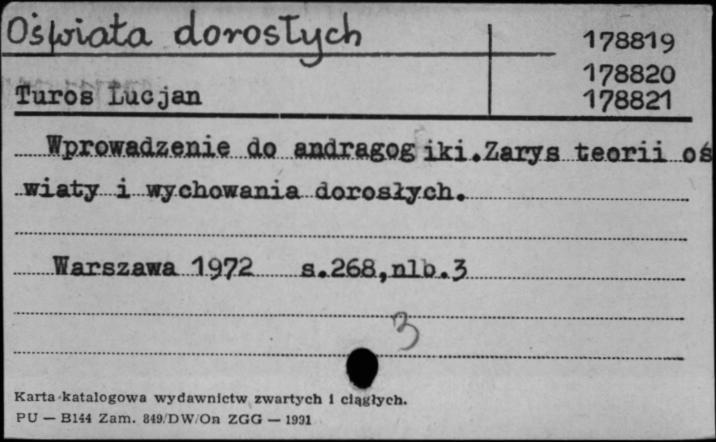 Oświata dorosłych
178819
178820
Turos Lucjan
178821
Wprowadzenie do andragogiki.Zarys teorii oś
wiaty i wychowania dorosłych.
Warszawa 1972 s.268,nlb.3
3
Karta katalogowa wydawnictw zwartych i ciągłych.
PU — B144 Zam. 849/DW/On ZGG — 1991